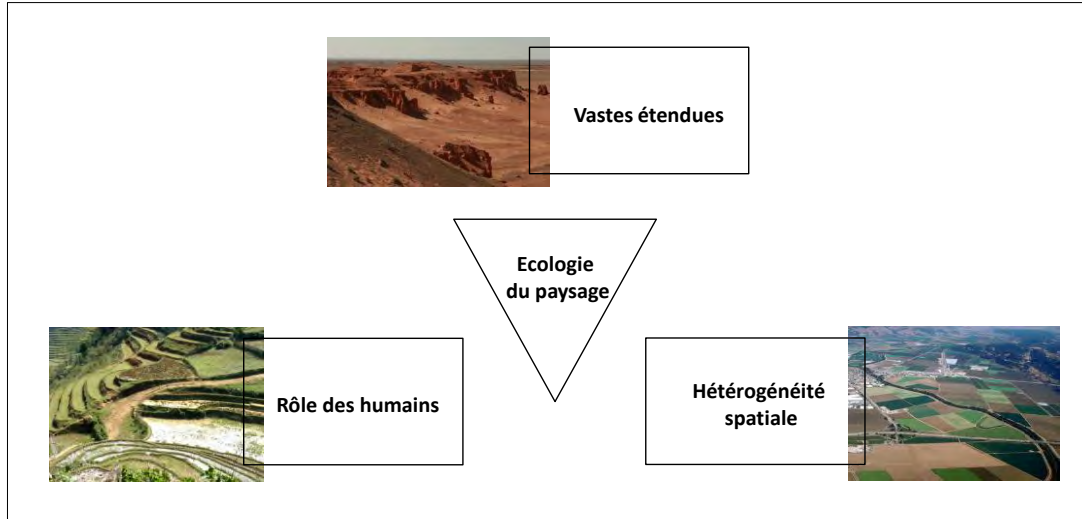 Vastes étendues
Ecologie
du paysage
Rôle des humains
Hétérogénéité
spatiale